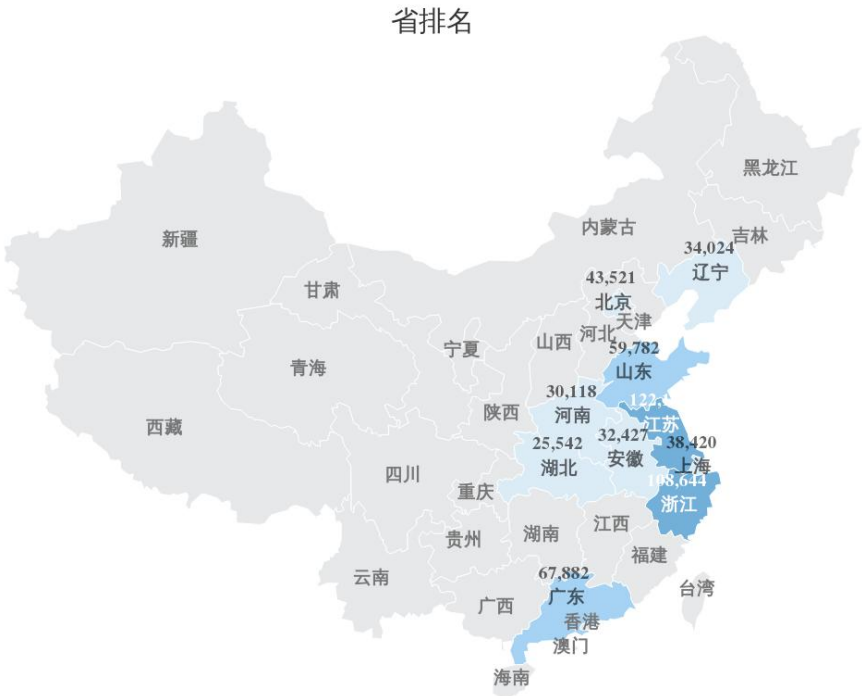 省排名
黑龙江
吉林
新疆
内蒙古
34,024
辽宁
43,521
北京
甘肃
天津
河北
山西
宁夏
59,782
山东
青海
30,118
河南
陕西
江苏
西藏
32,427
安徽
25,542
湖北
38,420
上海
四川
108,644
浙江
重庆
江西
湖南
贵州
福建
67,882
广东
云南
台湾
广西
香港
澳门
海南